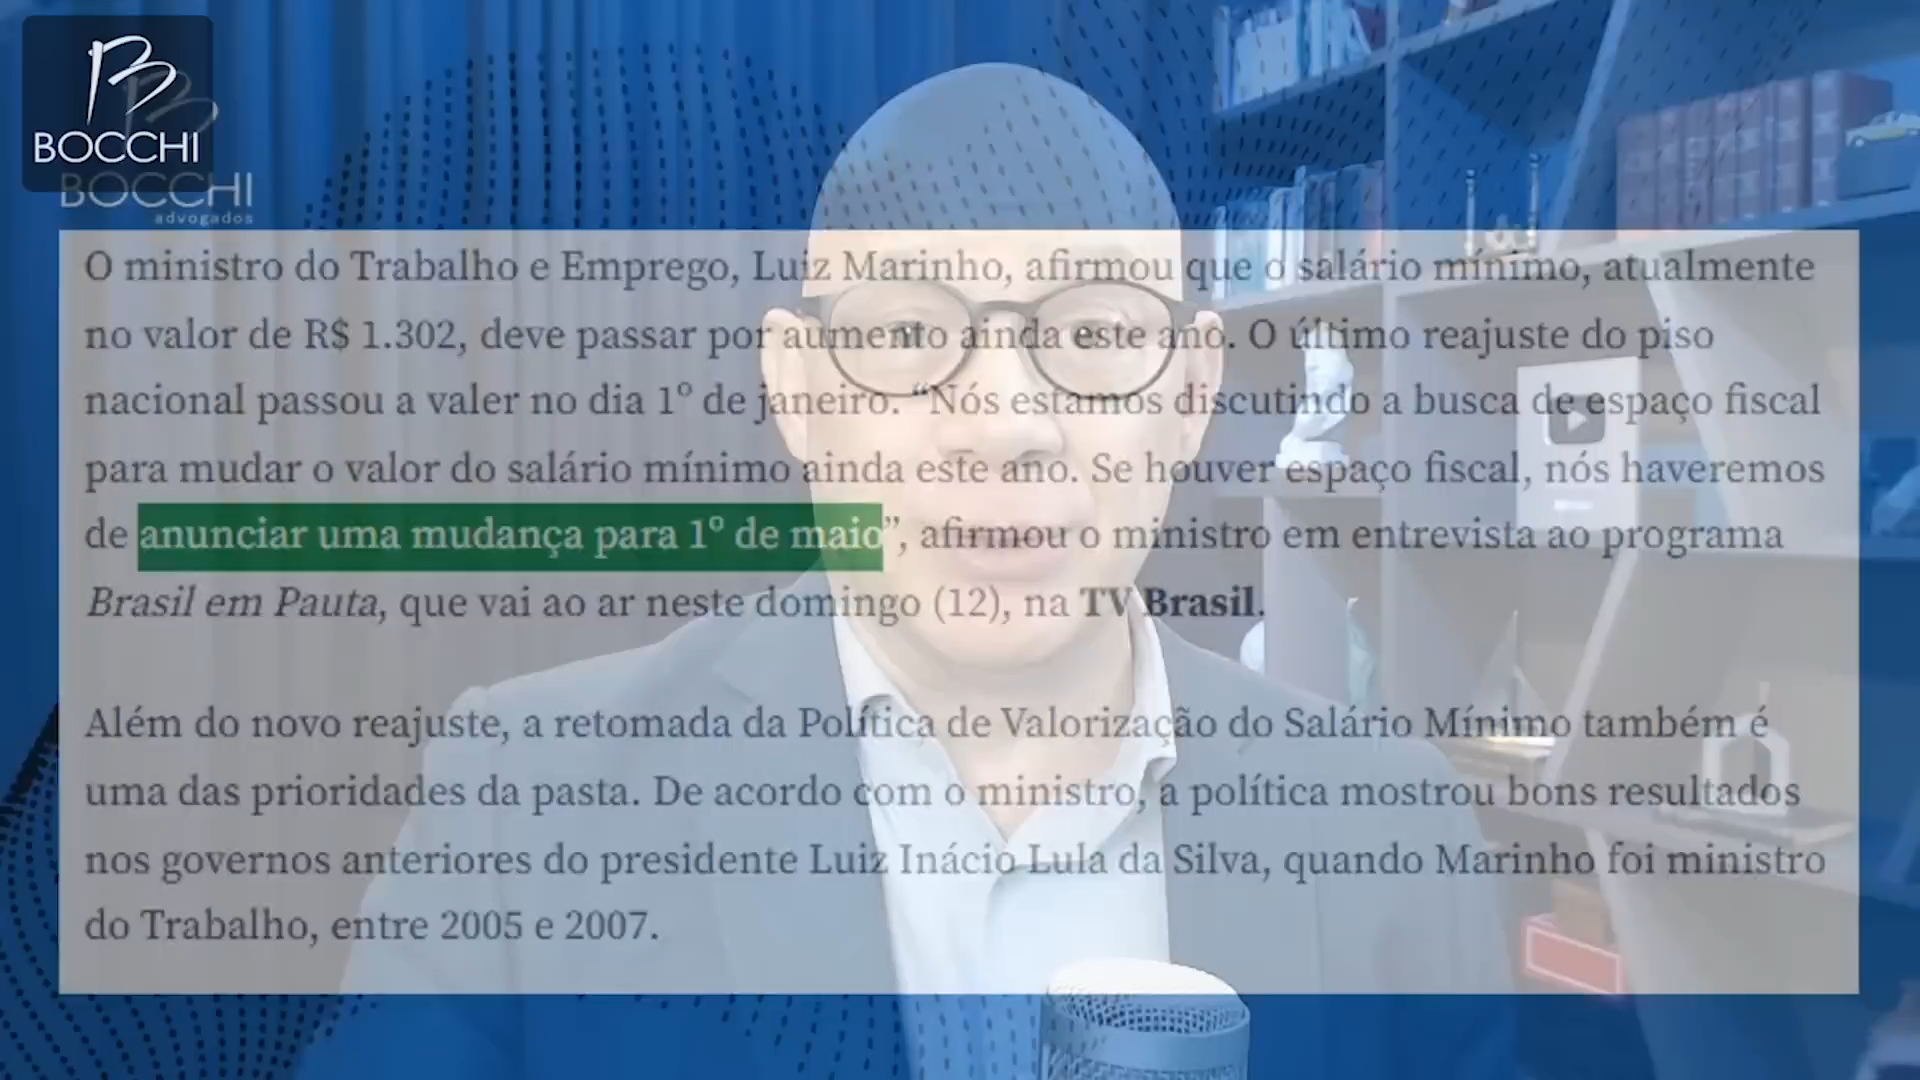 BOCCHI
BOCCHI
advogados
O ministro do Trabalho e Emprego, Luiz Marinho, afirmou que o salário mínimo, atualmente
no valor de R$ 1.302, deve passar por aumento ainda este ano. O último reajuste do piso
nacional passou a valer no dia 1º de janeiro. “Nós estamos discutindo a busca de espaço fiscal
para mudar o valor do salário mínimo ainda este ano. Se houver espaço fiscal, nós haveremos
de anunciar uma mudança para 1º de maio”, afirmou o ministro em entrevista ao programa
Brasil em Pauta, que vai ao ar neste domingo (12), na TV Brasil.
Além do novo reajuste, a retomada da Política de Valorização do Salário Mínimo também é
uma das prioridades da pasta. De acordo com o ministro, a política mostrou bons resultados
nos governos anteriores do presidente Luiz Inácio Lula da Silva, quando Marinho foi ministro
do Trabalho, entre 2005 e 2007.